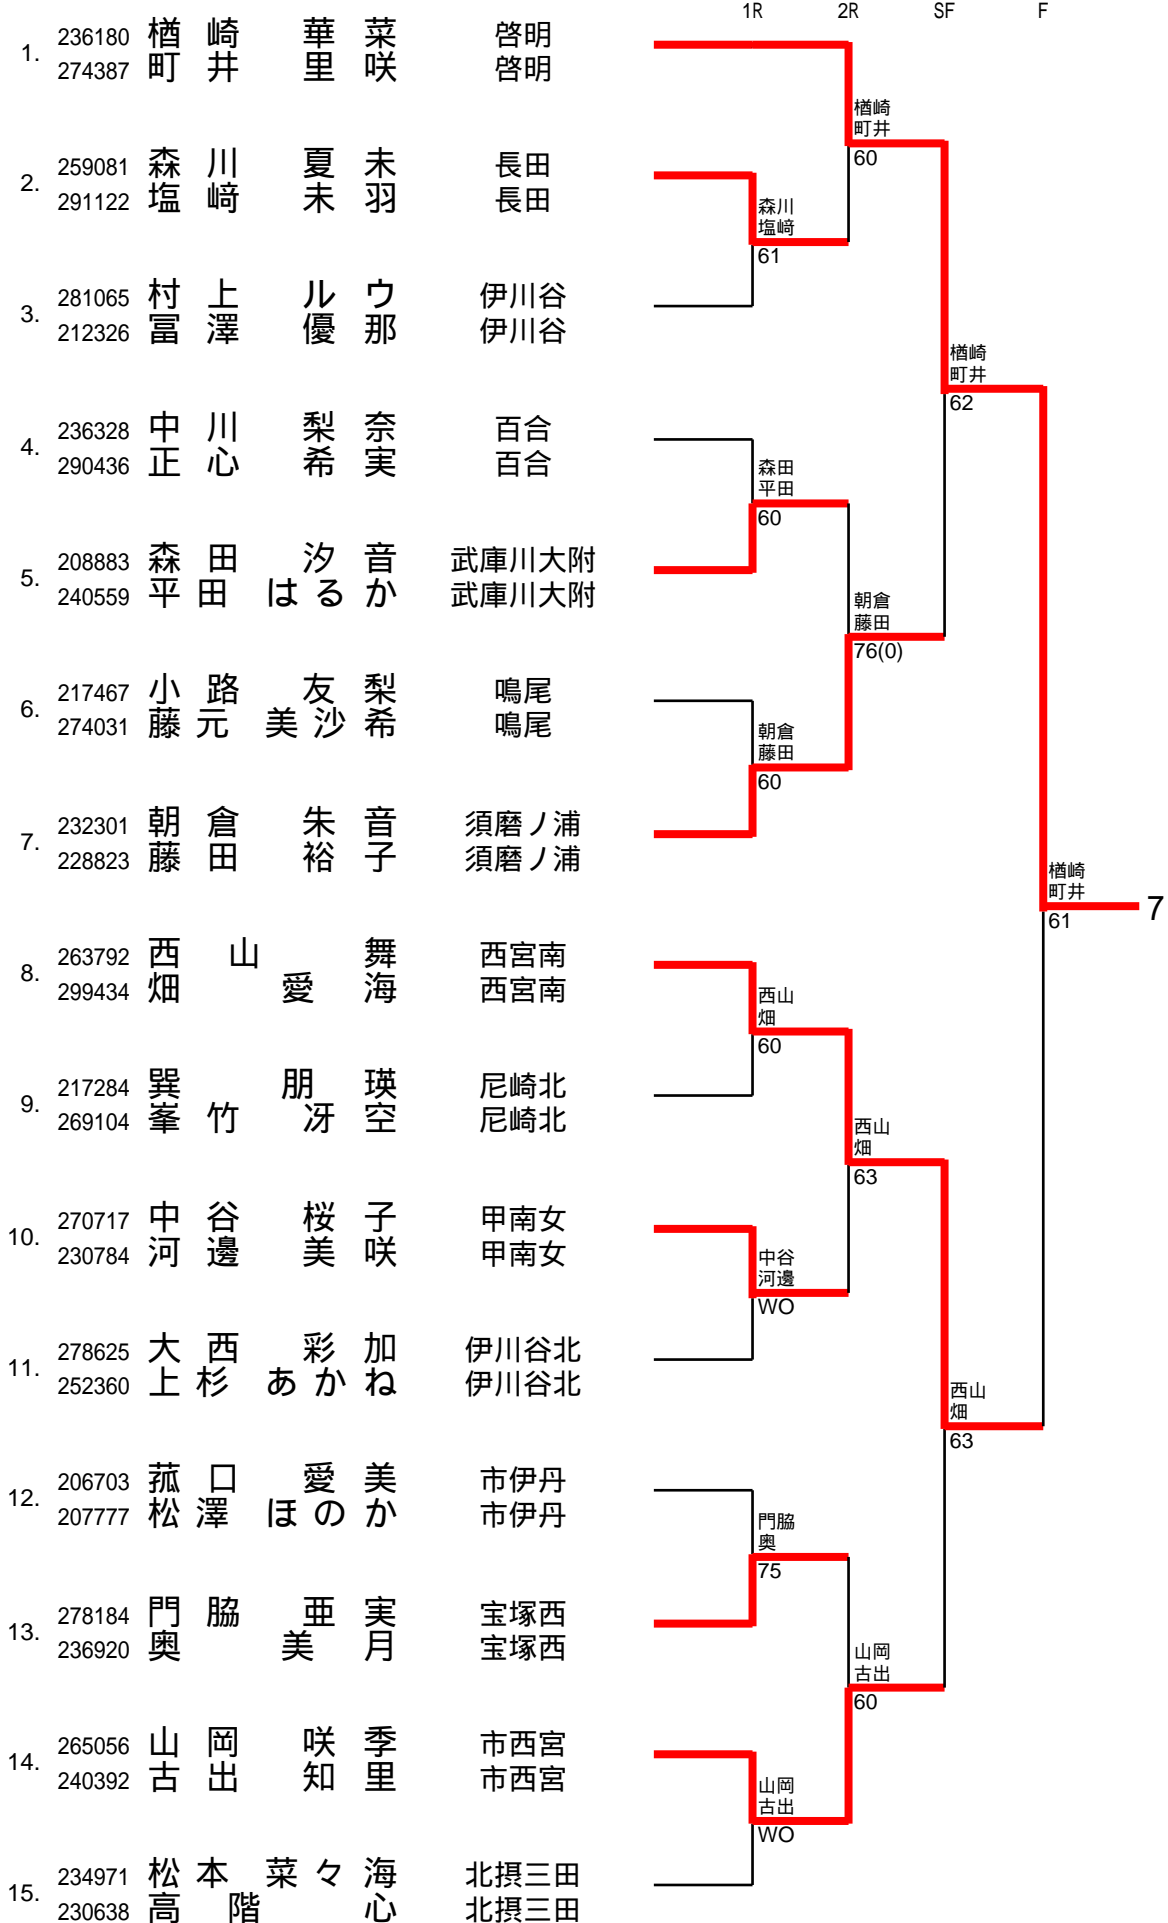 1R 2R SF F
1. 236180 楢崎 華菜 啓明
274387 町井 里咲 啓明
2. 259081 森川 夏未 長田
291122 塩﨑 未羽 長田
3. 281065 村上 ルウ 伊川谷
212326 冨澤 優那 伊川谷
4. 236328 中川 梨奈 百合
290436 正心 希実 百合
5. 208883 森田 汐音 武庫川大附
240559 平田 はるか 武庫川大附
6. 217467 小路 友梨 鳴尾
274031 藤元 美沙希 鳴尾
7. 232301 朝倉 朱音 須磨ノ浦
228823 藤田 裕子 須磨ノ浦
8. 263792 西山 舞 西宮南
299434 畑 愛海 西宮南
9. 217284 巽 朋瑛 尼崎北
269104 峯竹 冴空 尼崎北
10. 270717 中谷 桜子 甲南女
230784 河邊 美咲 甲南女
11. 278625 大西 彩加 伊川谷北
252360 上杉 あかね 伊川谷北
12. 206703 菰口 愛美 市伊丹
207777 松澤 ほのか 市伊丹
13. 278184 門脇 亜実 宝塚西
236920 奥 美月 宝塚西
14. 265056 山岡 咲季 市西宮
240392 古出 知里 市西宮
15. 234971 松本 菜々海 北摂三田
230638 高階 心 北摂三田
森川
塩﨑
61
森田
平田
60
朝倉
藤田
60
西山
畑
60
中谷
河邊
WO
門脇
奥
75
山岡
古出
WO
楢崎
町井
60
朝倉
藤田
76(0)
西山
畑
63
山岡
古出
60
楢崎
町井
62
西山
畑
63
楢崎
町井
61
7